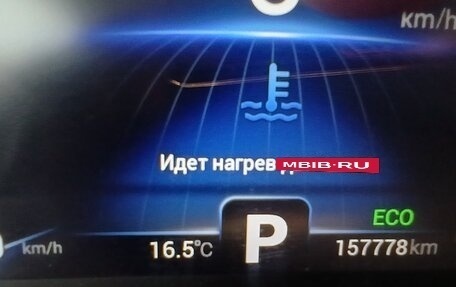 km/h
Идет нагрев
MBIB.RU
ECO
km/h 16.5°C P 157778km